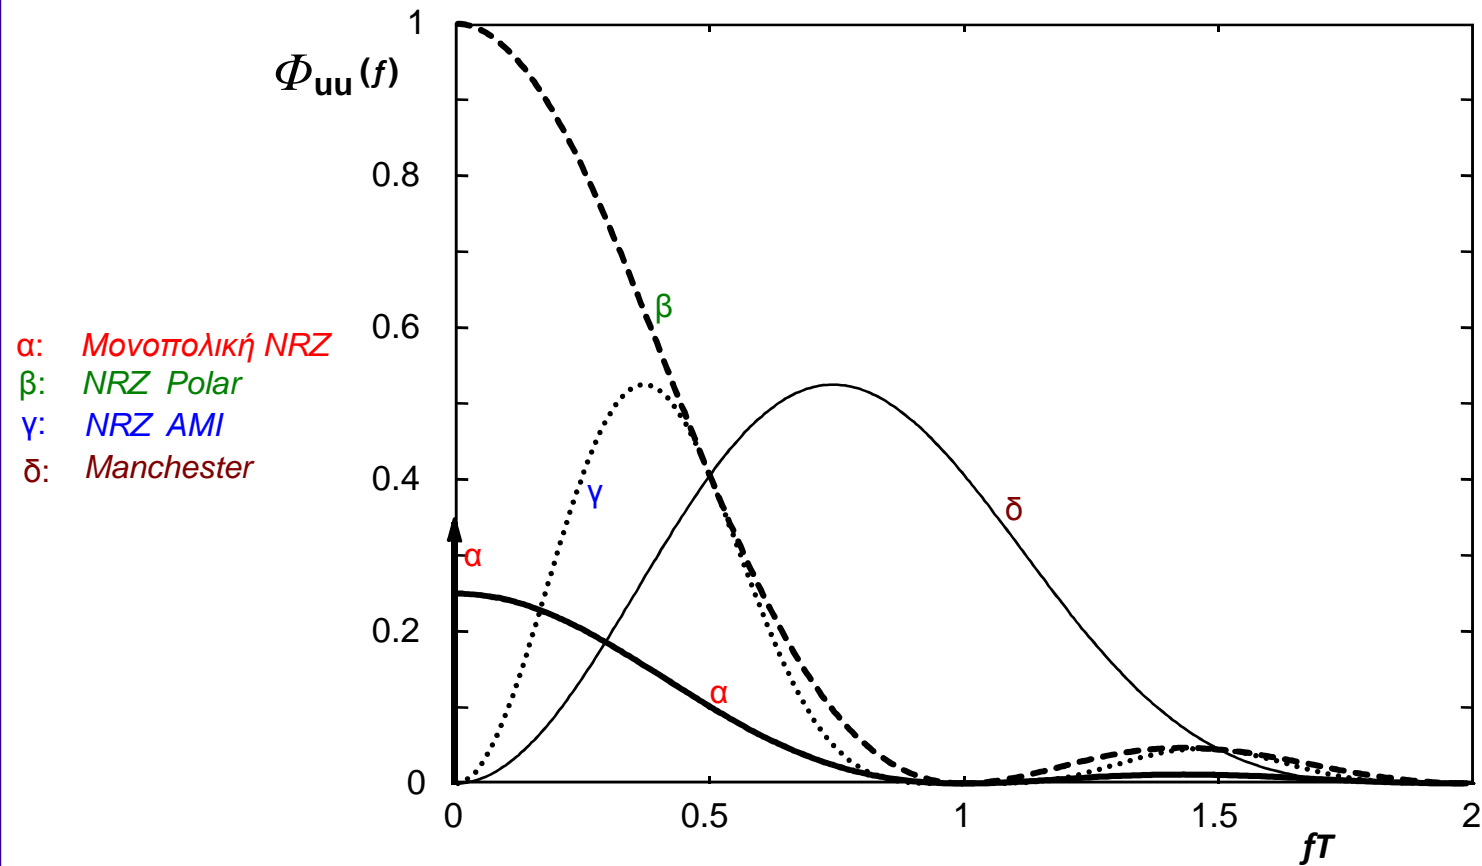 1
Φuu (f)
0.8
0.6
0.4
0.2
0
β
γ
δ
α
α
α: Μονοπολική NRZ
β: NRZ Polar
γ: NRZ AMI
δ: Manchester
0 0.5 1 1.5 2
fT